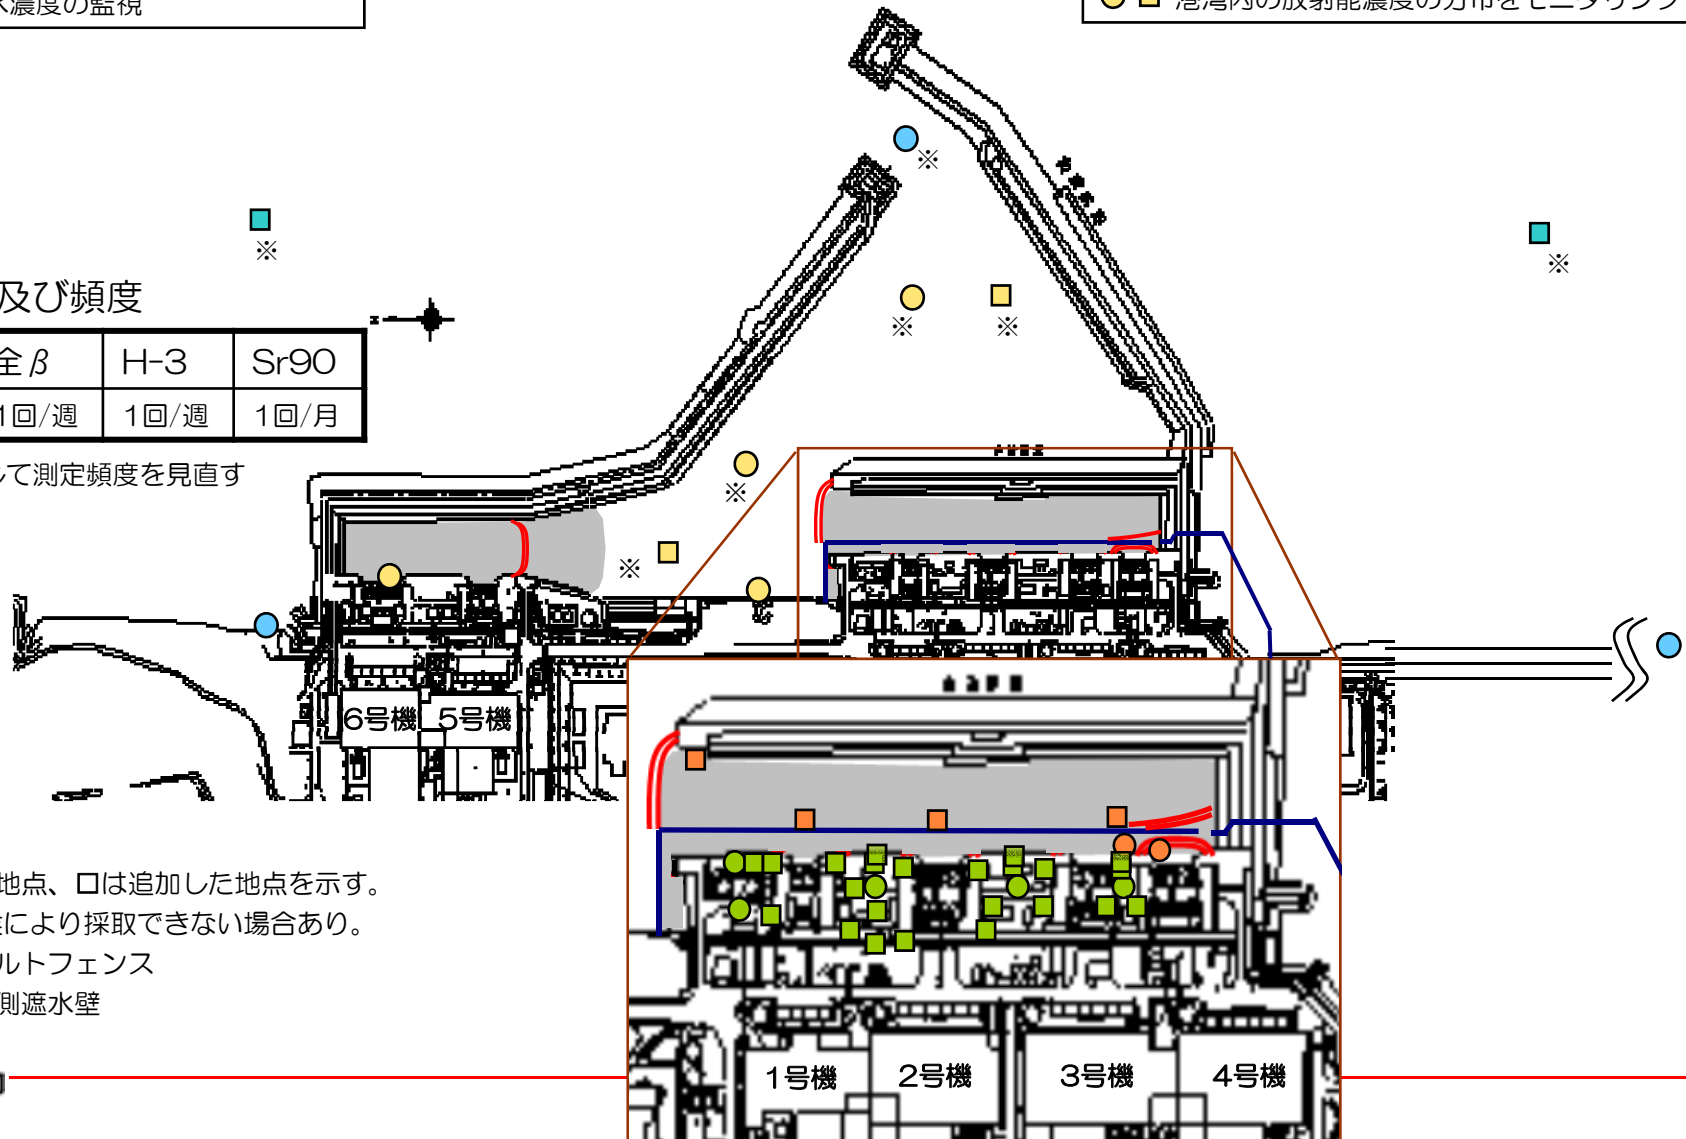 水濃度の監視
港湾内の放射能濃度の分布をモニタリング
※
※
※
及び頻度
※
※
全β H-3 Sr90
1回/週 1回/週 1回/月
して測定頻度を見直す
※
※
6号機 5号機
地点、□は追加した地点を示す。
により採取できない場合あり。
ルトフェンス
側遮水壁
1号機 2号機 3号機 4号機